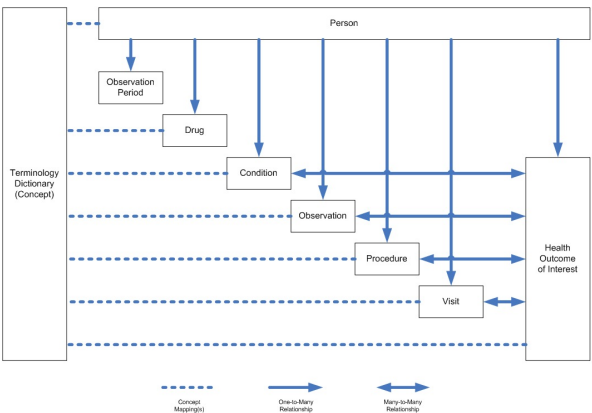 Person
Observation
Period
Drug
Terminology
Dictionary
(Concept)
Condition
Observation
Procedure
Health
Outcome
of Interest
Visit
Concept
Mapping(s)
One-to-Many
Relationship
Many-to-Many
Relationship